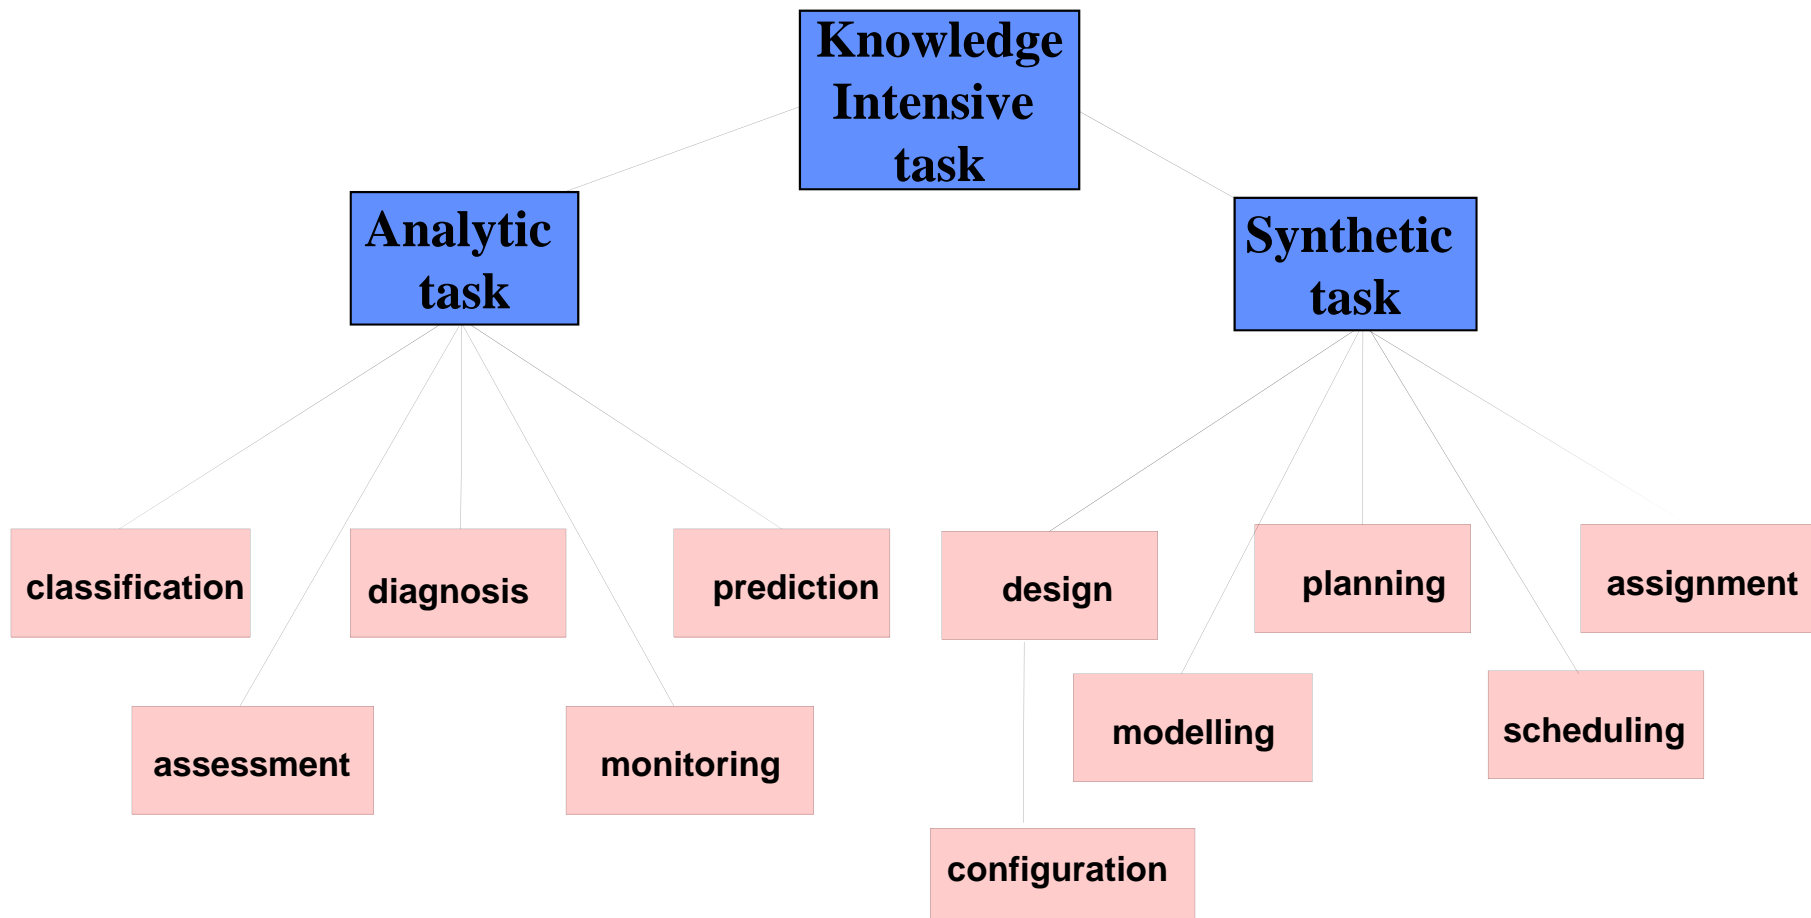 Knowledge
Intensive
task
Analytic
task
Synthetic
task
classification
diagnosis
prediction
design
planning
assignment
assessment
monitoring
modelling
scheduling
configuration